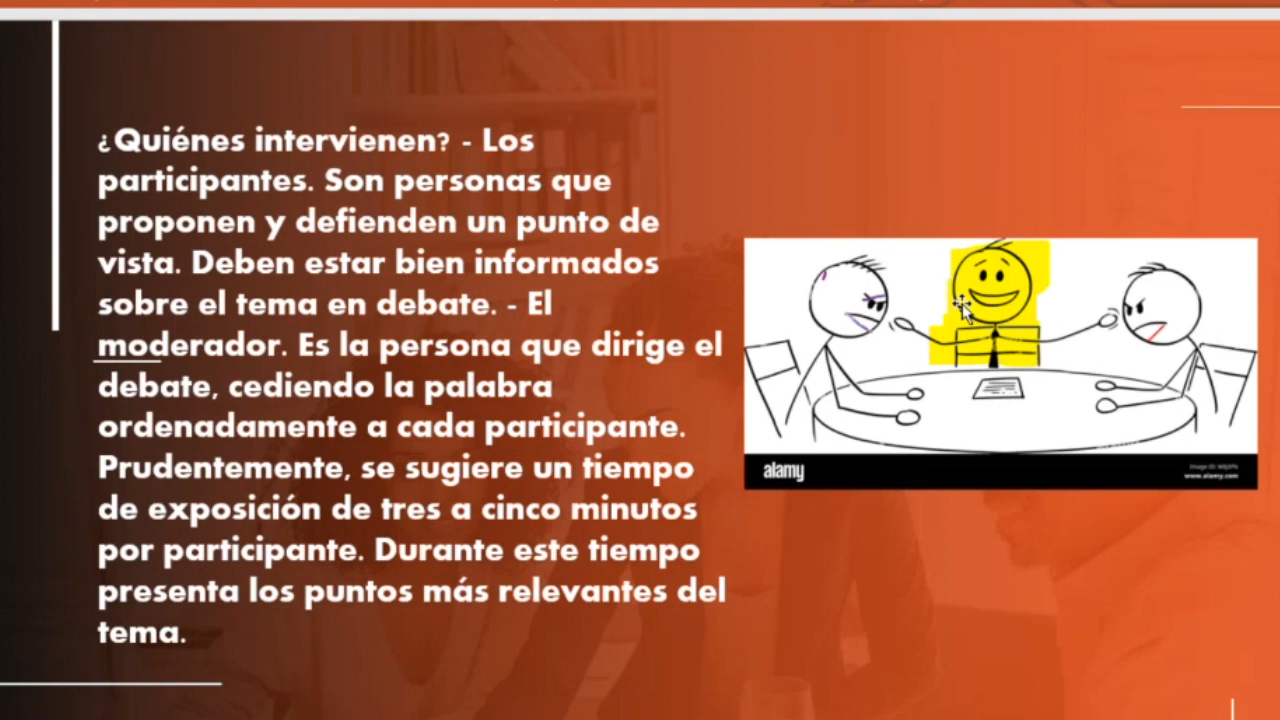 ¿Quiénes intervienen? - Los
participantes. Son personas que
proponen y defienden un punto de
vista. Deben estar bien informados
sobre el tema en debate. - El
moderador. Es la persona que dirige el
debate, cediendo la palabra
ordenadamente a cada participante.
Prudentemente, se sugiere un tiempo
de exposición de tres a cinco minutos
por participante. Durante este tiempo
presenta los puntos más relevantes del
tema.
alamy
www.alamy.com